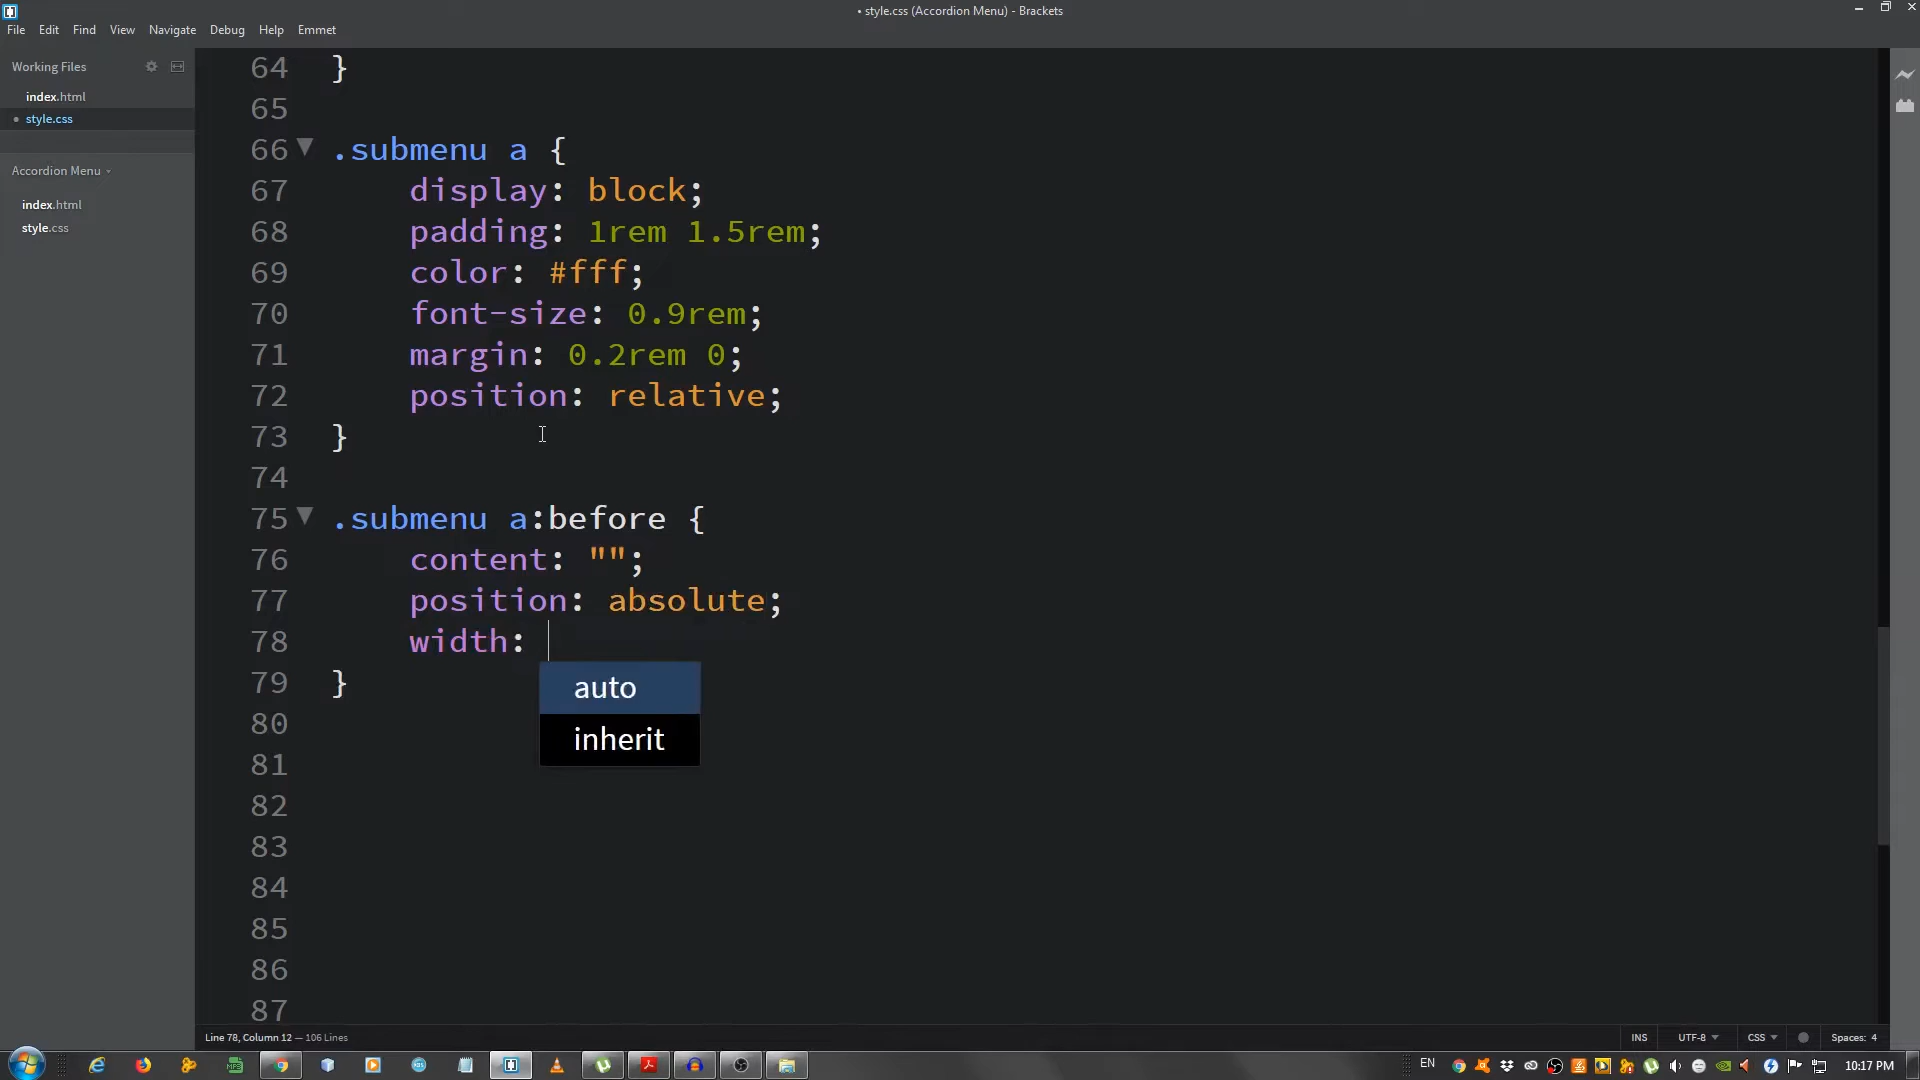 • style.css (Accordion Menu) - Brackets
File Edit Find View Navigate Debug Help Emmet
Working Files
index.html
• style.css
Accordion Menu
index.html
style.css
64 }
65
66 .submenu a {
67 display: block;
68 padding: 1rem 1.5rem;
69 color: #fff;
70 font-size: 0.9rem;
71 margin: 0.2rem 0;
72 position: relative;
73 }
74
75 .submenu a:before {
76 content: "";
77 position: absolute;
78 width:
79 }
auto
inherit
80
81
82
83
84
85
86
87
Line 78, Column 12 — 106 Lines
INS UTF-8 CSS Spaces: 4
EN 10:17 PM